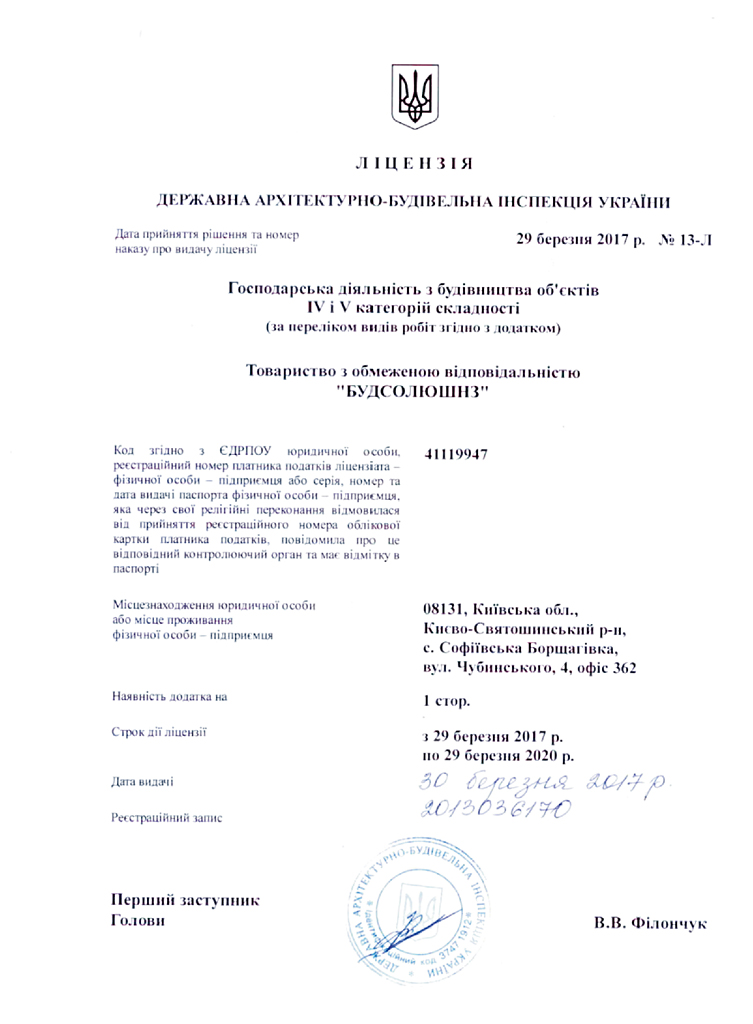 ЛІЦЕНЗІЯ
ДЕРЖАВНА АРХІТЕКТУРНО-БУДІВЕЛЬНА ІНСПЕКЦІЯ УКРАЇНИ
Дата прийняття рішення та номер
наказу про видачу ліцензії
29 березня 2017 р. № 13-Л
Господарська діяльність з будівництва об'єктів
IV і V категорій складності
(за переліком видів робіт згідно з додатком)
Товариство з обмеженою відповідальністю
"БУДСОЛЮШНЗ"
Код згідно з ЄДРПОУ юридичної особи,
реєстраційний номер платника податків ліцензіата –
фізичної особи – підприємця або серія, номер та
дата видачі паспорта фізичної особи – підприємця,
яка через свої релігійні переконання відмовилася
від прийняття реєстраційного номера облікової
картки платника податків, повідомила про це
відповідний контролюючий орган та має відмітку в
паспорті
41119947
Місцезнаходження юридичної особи
або місце проживання
фізичної особи – підприємця
08131, Київська обл.,
Києво-Святошинський р-н,
с. Софіївська Борщагівка,
вул. Чубинського, 4, офіс 362
Наявність додатка на
1 стор.
Строк дії ліцензії
з 29 березня 2017 р.
по 29 березня 2020 р.
Дата видачі
30 березня 2017 р.
Реєстраційний запис
2013036170
Перший заступник
Голови
В.В. Філончук
ДЕРЖАВНА АРХІТЕКТУРНО-БУДІВЕЛЬНА ІНСПЕКЦІЯ УКРАЇНИ
Ідентифікаційний код 37471912